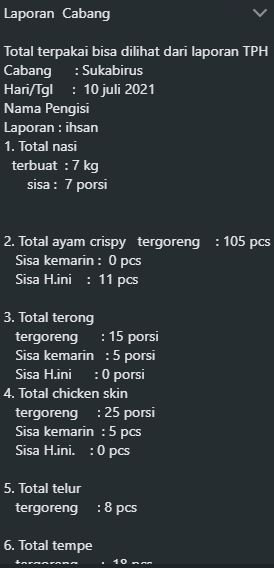 Laporan Cabang
Total terpakai bisa dilihat dari laporan TPH
Cabang : Sukabirus
Hari/Tgl : 10 juli 2021
Nama Pengisi
Laporan : ihsan
1. Total nasi
terbuat : 7 kg
sisa : 7 porsi
2. Total ayam crispy tergoreng : 105 pcs
Sisa kemarin : 0 pcs
Sisa H.ini : 11 pcs
3. Total terong
tergoreng : 15 porsi
Sisa kemarin : 5 porsi
Sisa H.ini : 0 porsi
4. Total chicken skin
tergoreng : 25 porsi
Sisa kemarin : 5 pcs
Sisa H.ini. : 0 pcs
5. Total telur
tergoreng : 8 pcs
6. Total tempe
tergoreng : 18 pcs